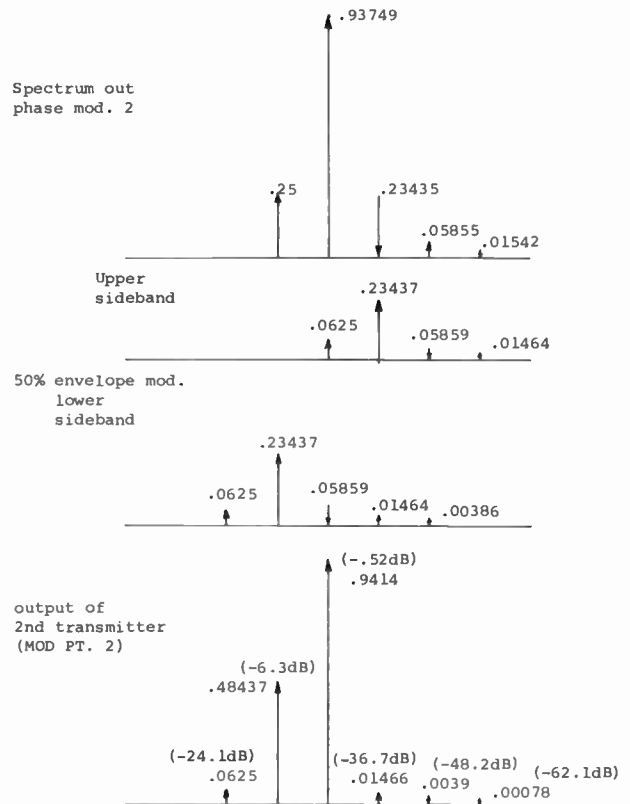 .93749
Spectrum out
phase mod. 2
.25
.23435
.05855
.01542
Upper
sideband
.23437
.0625
.05859
.01464
50% envelope mod.
lower
sideband
.23437
.0625
.05859
.01464
.00386
(-.52dB)
.9414
output of
2nd transmitter
(MOD PT. 2)
(-6.3dB)
.48437
(-24.1dB)
.0625
(-36.7dB)
.01466
(-48.2dB)
.0039
(-62.1dB)
.00078